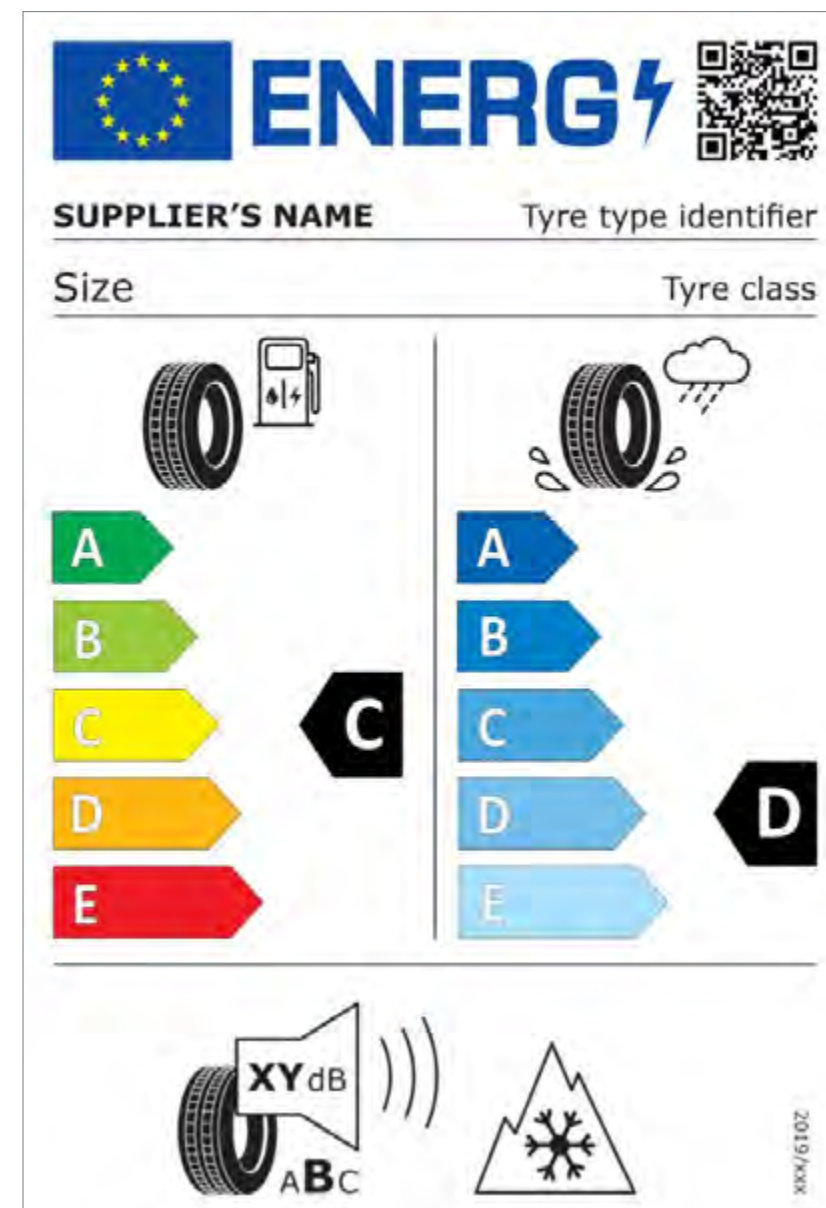 ENERG
SUPPLIER'S NAME
Tyre type identifier
Size
Tyre class
A
B
C
D
E
C
A
B
C
D
E
D
XYdB
ABC
2019/xxx